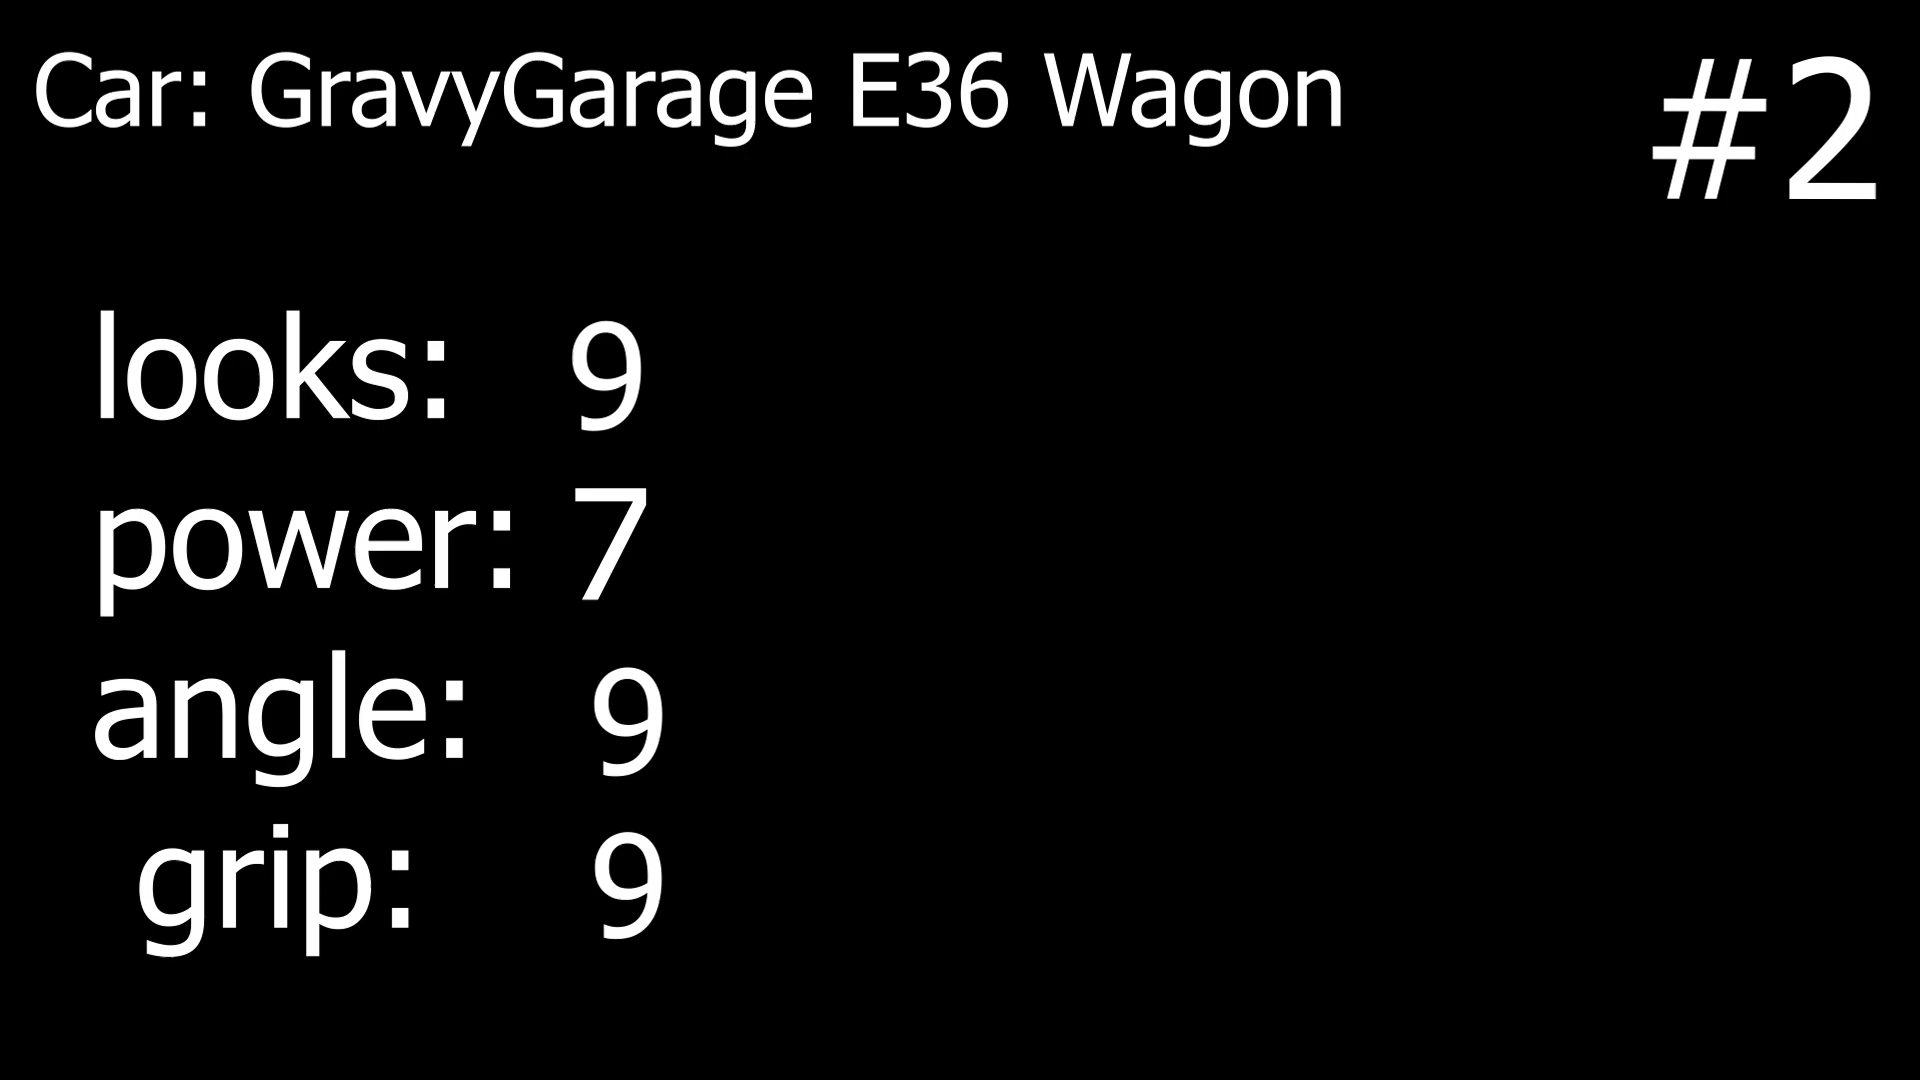 Car: GravyGarage E36 Wagon #2
looks: 9
power: 7
angle: 9
grip: 9